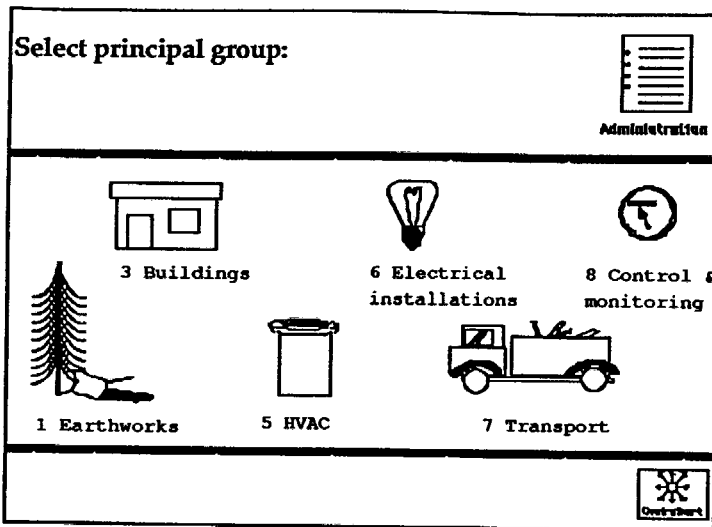 Select principal group:
Administration
3 Buildings
6 Electrical
installations
8 Control &
monitoring
1 Earthworks
5 HVAC
7 Transport